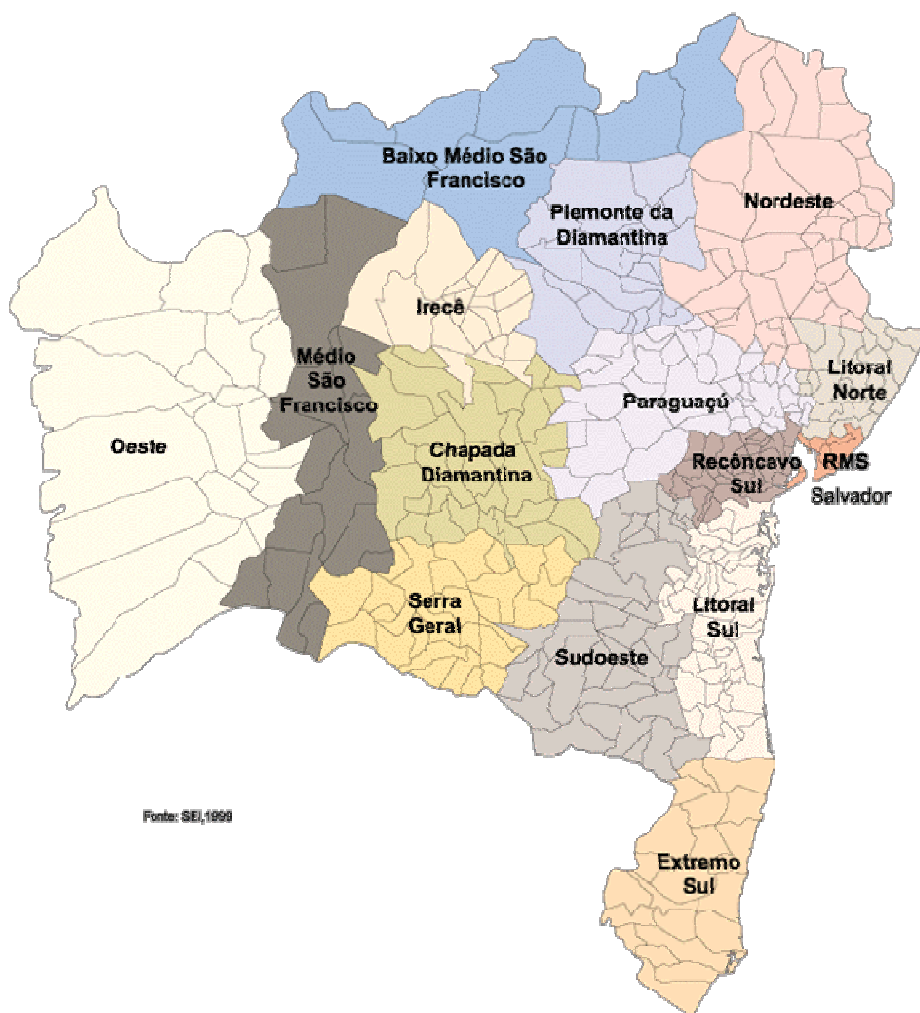 Baixo Médio São
Francisco
Piemonte da
Diamantina
Nordeste
Irecê
Médio
São
Francisco
Litoral
Norte
Paraguaçú
Oeste
Chapada
Diamantina
Recôncavo
Sul
RMS
Salvador
Serra
Geral
Litoral
Sul
Sudoeste
Fonte: SEI,1999
Extremo
Sul